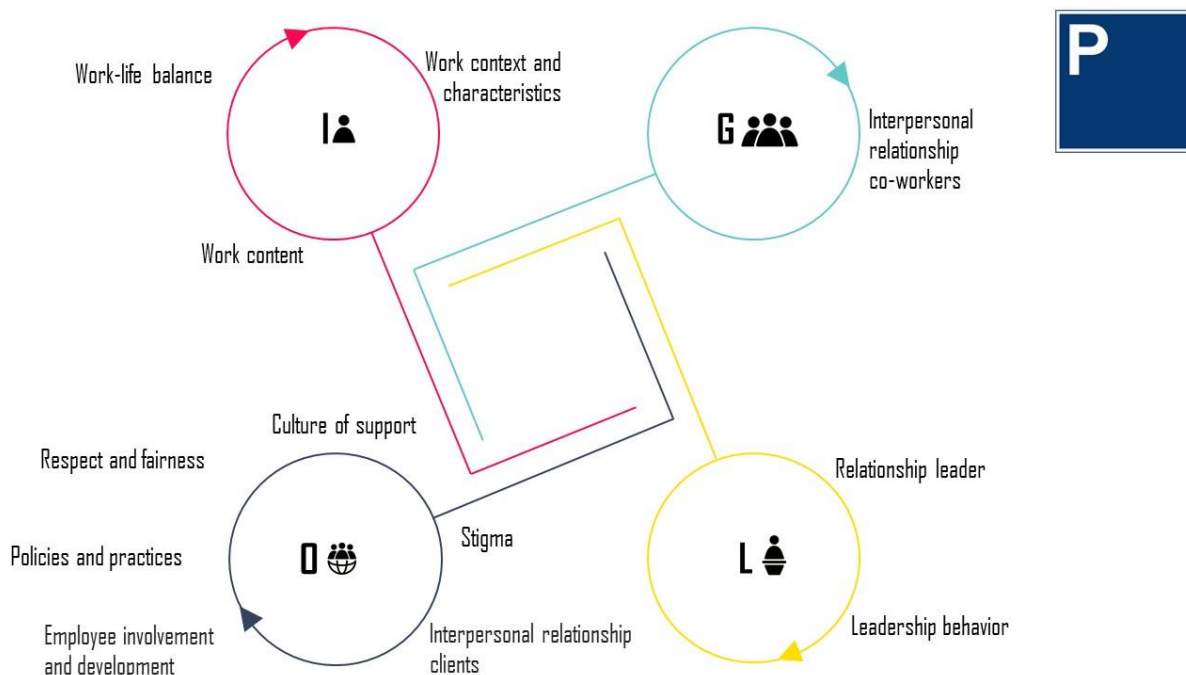 Work-life balance
Work context and
characteristics
I
Work content
G
Interpersonal
relationship
co-workers
P
Culture of support
Respect and fairness
Policies and practices
Employee involvement
and development
O
Stigma
Interpersonal relationship
clients
Relationship leader
L
Leadership behavior